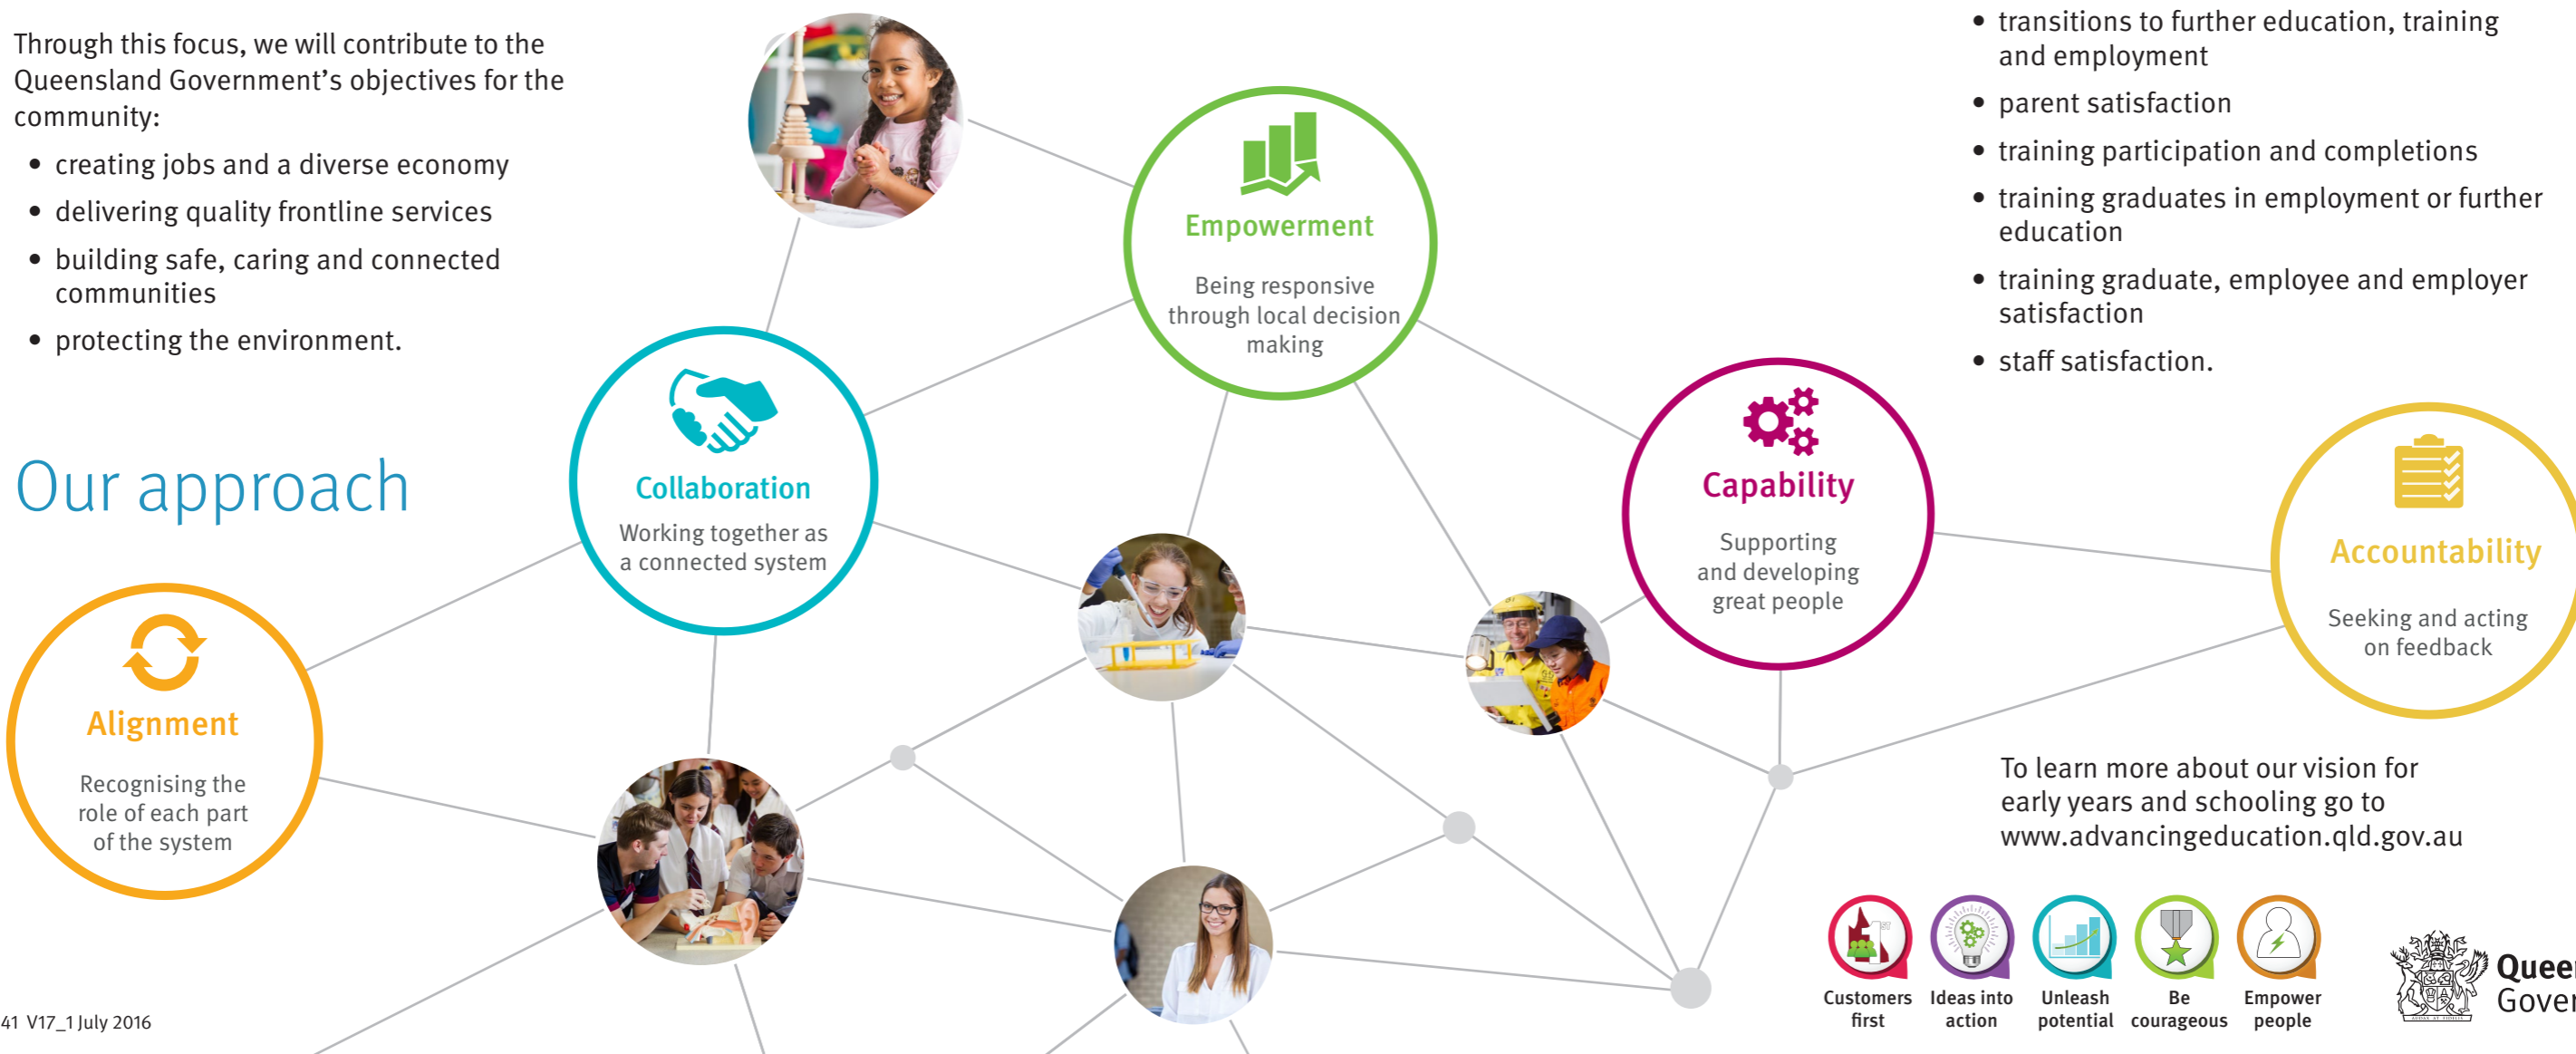 Through this focus, we will contribute to the
Queensland Government's objectives for the
community:
• creating jobs and a diverse economy
• delivering quality frontline services
• building safe, caring and connected
communities
• protecting the environment.
• transitions to further education, training
and employment
• parent satisfaction
• training participation and completions
• training graduates in employment or further
education
• training graduate, employee and employer
satisfaction
• staff satisfaction.
Our approach
Alignment
Recognising the
role of each part
of the system
Collaboration
Working together as
a connected system
Empowerment
Being responsive
through local decision
making
Capability
Supporting
and developing
great people
Accountability
Seeking and acting
on feedback
To learn more about our vision for
early years and schooling go to
www.advancingeducation.qld.gov.au
Customers
first
Ideas into
action
Unleash
potential
Be
courageous
Empower
people
41 V17_1 July 2016